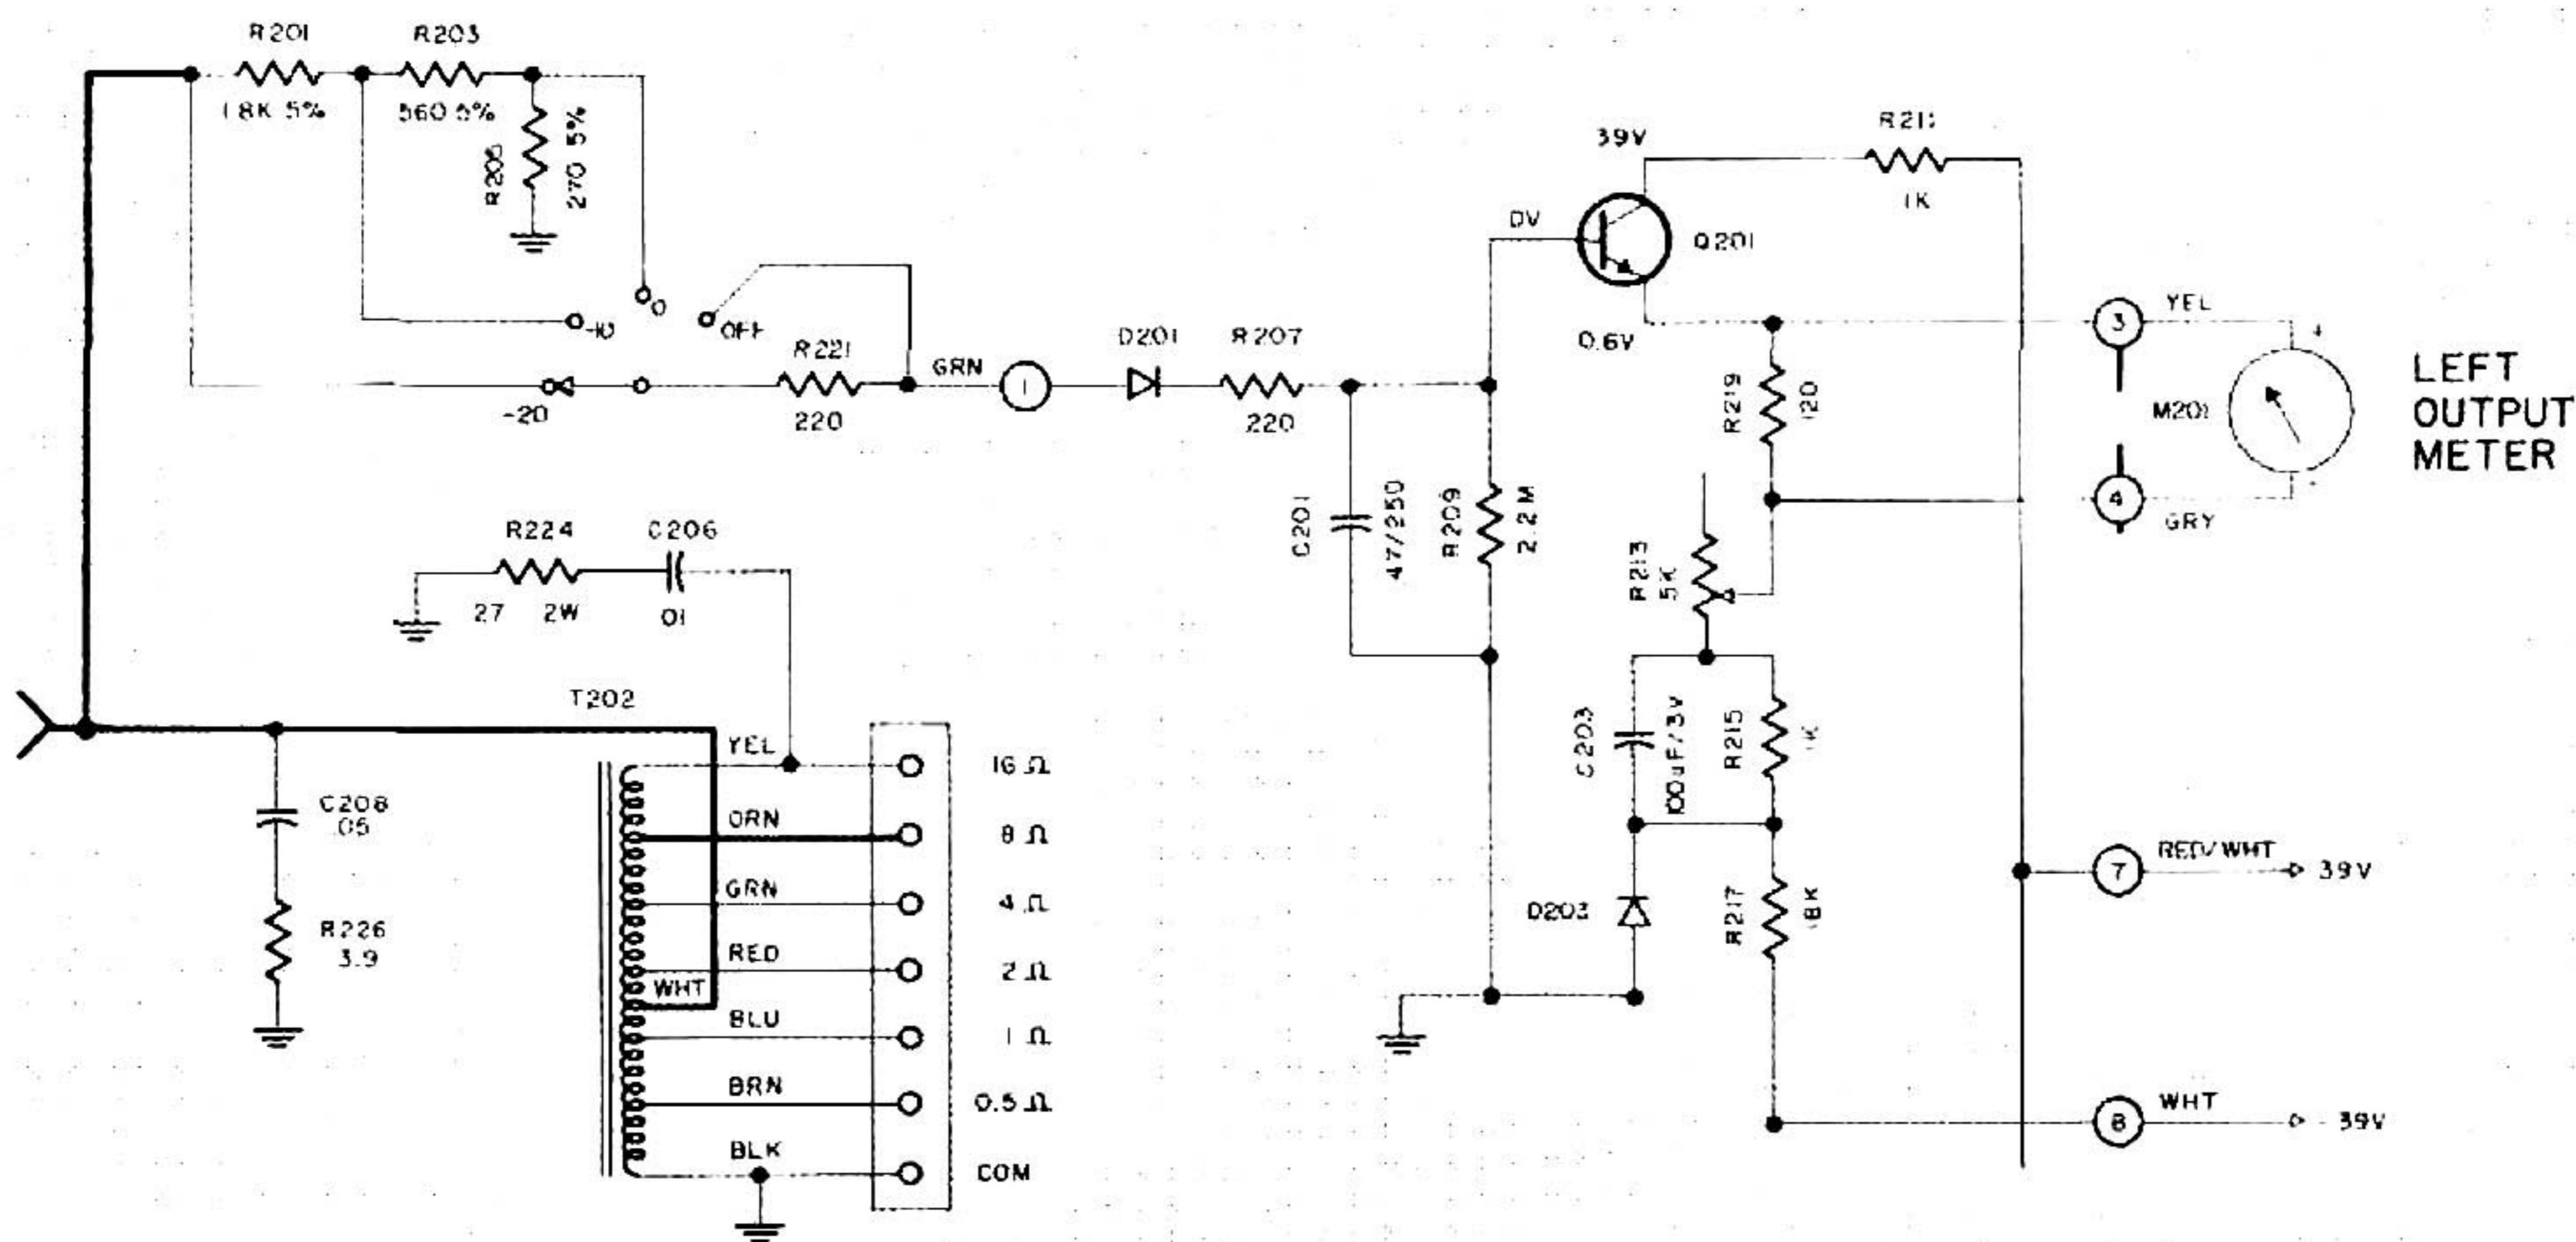 R201
R203
1.8K 5%
560 5%
R205
270 5%
-10
0
OFF
-20
R221
220
GRN
1
D201
R207
220
39V
R211
1K
0V
Q201
0.6V
3
YEL
+
R219
120
M201
LEFT
OUTPUT
METER
4
GRY
-
C201
47/250
R209
2.2M
R213
5K
R224
C206
27
2W
.01
T202
YEL
16 Ω
ORN
8 Ω
GRN
4 Ω
RED
2 Ω
WHT
BLU
1 Ω
BRN
0.5 Ω
BLK
COM
C208
.05
R226
3.9
C203
100uF/3V
R215
1K
D203
R217
18K
7
RED/WHT
39V
8
WHT
-39V